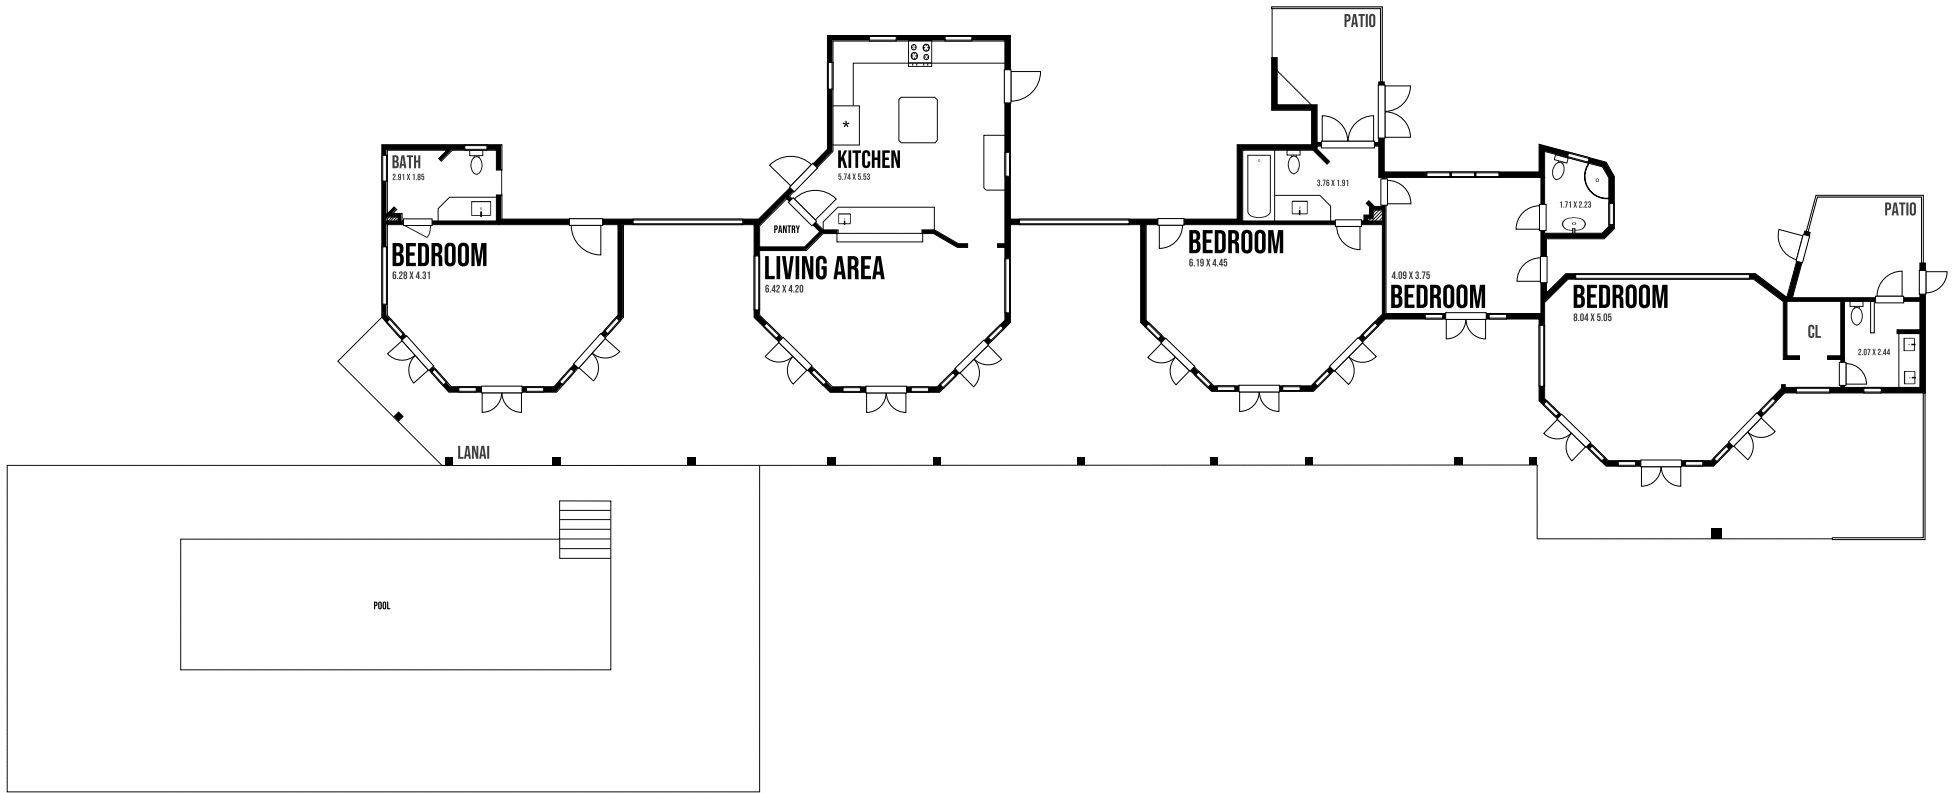 PATIO
BATH
2.91 X 1.85
KITCHEN
5.74 X 5.53
*
3.76 X 1.91
1.71 X 2.23
PATIO
PANTRY
BEDROOM
6.28 X 4.31
LIVING AREA
6.42 X 4.20
BEDROOM
6.19 X 4.45
4.09 X 3.75
BEDROOM
BEDROOM
8.04 X 5.05
CL
2.07 X 2.44
LANAI
POOL